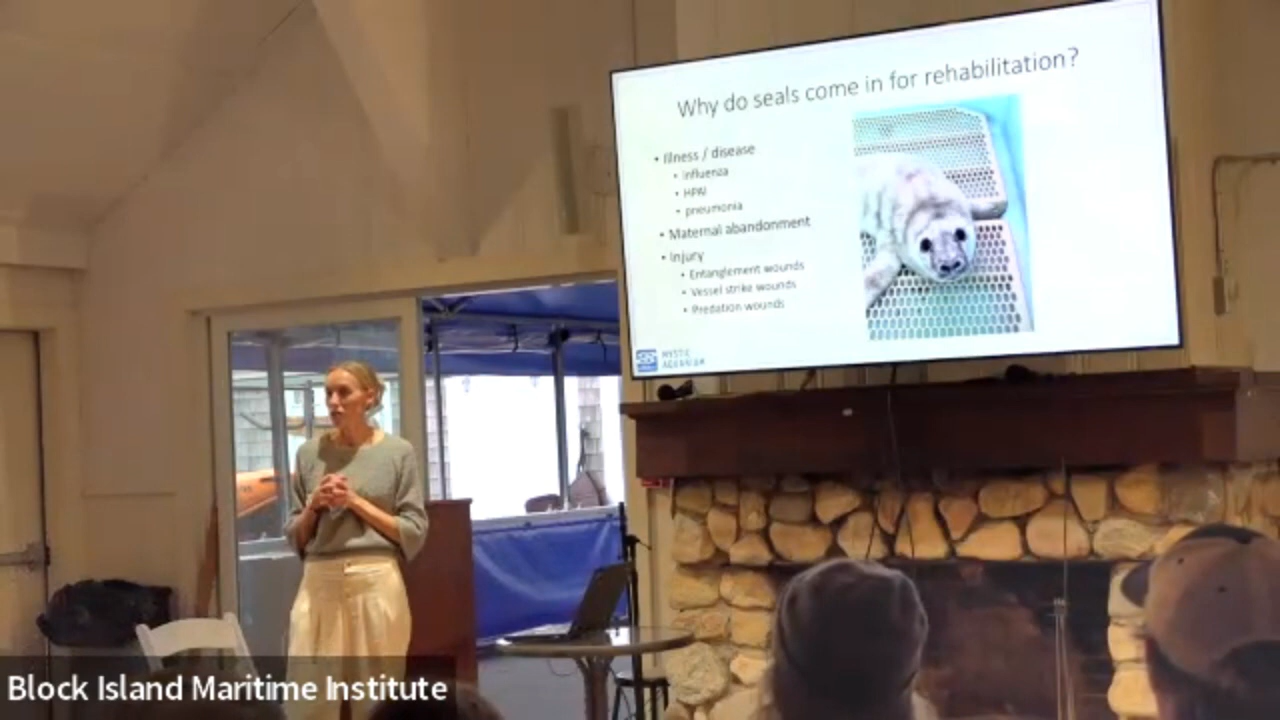 Why do seals come in for rehabilitation?
• Illness / disease
• Influenza
• HPAI
• pneumonia
• Maternal abandonment
• Injury
• Entanglement wounds
• Vessel strike wounds
• Predation wounds
MYSTIC
AQUARIUM
Block Island Maritime Institute